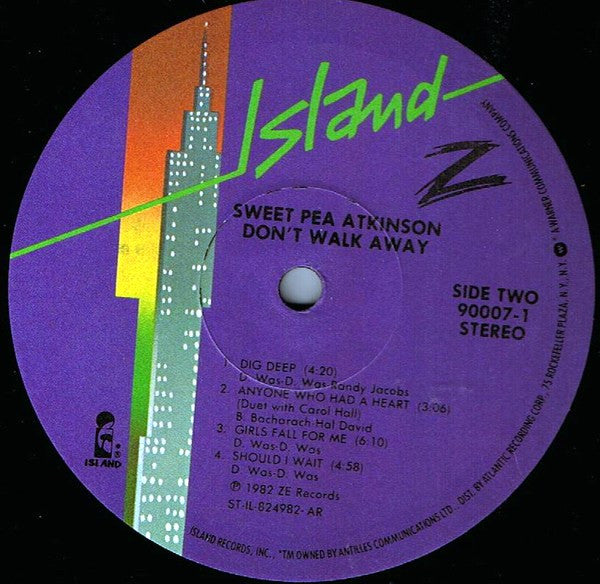 Island
Z
SWEET PEA ATKINSON
DON'T WALK AWAY
SIDE TWO
90007-1
STEREO
DIG DEEP (4:20)
D. Was-D. Was-Randy Jacobs
2. ANYONE WHO HAD A HEART (3:06)
(Duet with Carol Hall)
B. Bacharach Hal David
3. GIRLS FALL FOR ME (6:10)
D. Was-D. Was
4. SHOULD I WAIT (4:58)
D. Was-D. Was
℗ 1982 ZE Records
ST-IL-824982-AR
ISLAND
ISLAND RECORDS, INC., *TM OWNED BY ANTILLES COMMUNICATIONS LTD. DIST. BY ATLANTIC RECORDING CORP., 75 ROCKEFELLER PLAZA, N.Y., N.Y. A WARNER COMMUNICATIONS COMPANY